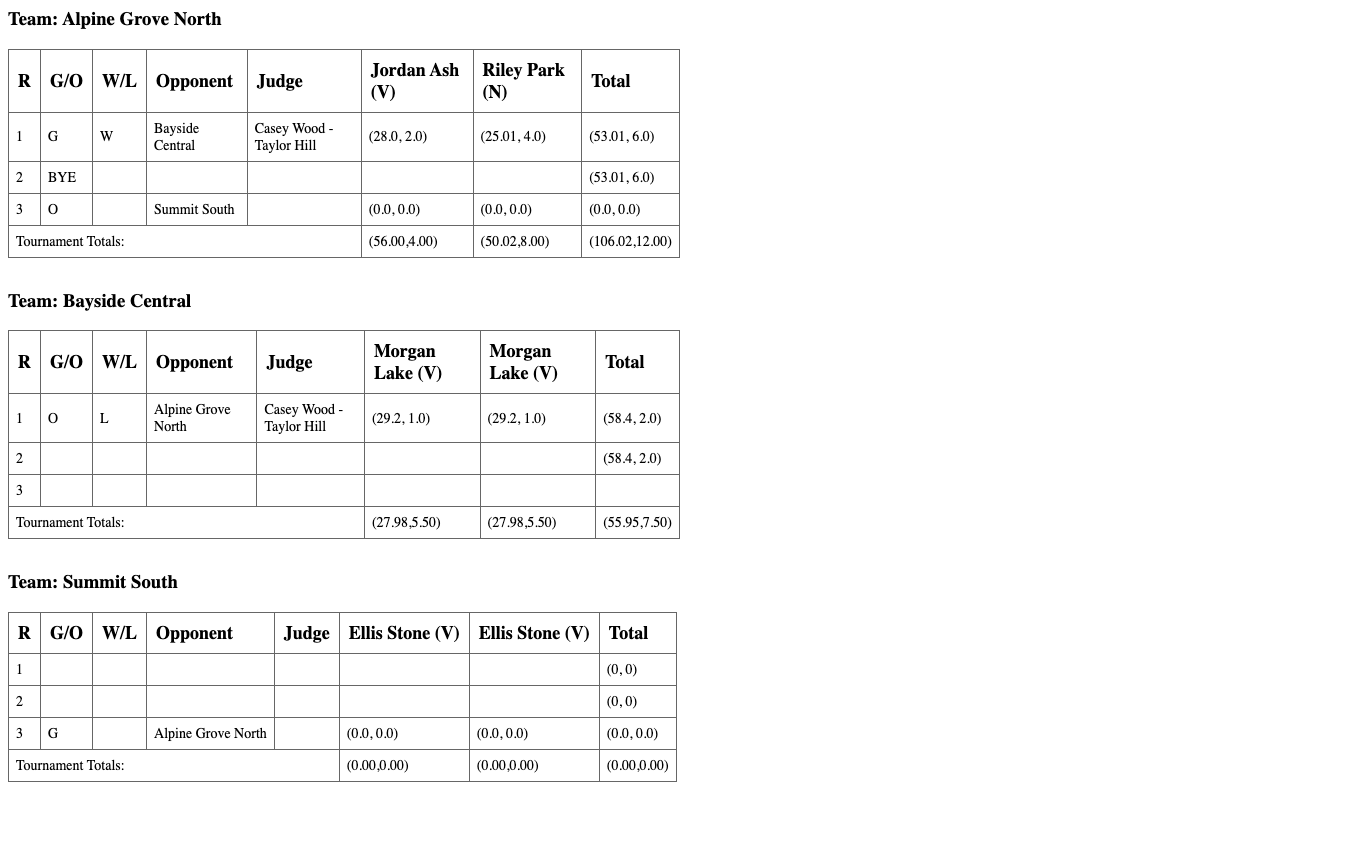 Team: Alpine Grove North
R G/O W/L Opponent Judge Jordan Ash (V) Riley Park (N) Total
1 G W Bayside Central Casey Wood - Taylor Hill (28.0, 2.0) (25.01, 4.0) (53.01, 6.0)
2 BYE (53.01, 6.0)
3 O Summit South (0.0, 0.0) (0.0, 0.0) (0.0, 0.0)
Tournament Totals: (56.00,4.00) (50.02,8.00) (106.02,12.00)
Team: Bayside Central
R G/O W/L Opponent Judge Morgan Lake (V) Morgan Lake (V) Total
1 O L Alpine Grove North Casey Wood - Taylor Hill (29.2, 1.0) (29.2, 1.0) (58.4, 2.0)
2 (58.4, 2.0)
3
Tournament Totals: (27.98,5.50) (27.98,5.50) (55.95,7.50)
Team: Summit South
R G/O W/L Opponent Judge Ellis Stone (V) Ellis Stone (V) Total
1 (0, 0)
2 (0, 0)
3 G Alpine Grove North (0.0, 0.0) (0.0, 0.0) (0.0, 0.0)
Tournament Totals: (0.00,0.00) (0.00,0.00) (0.00,0.00)